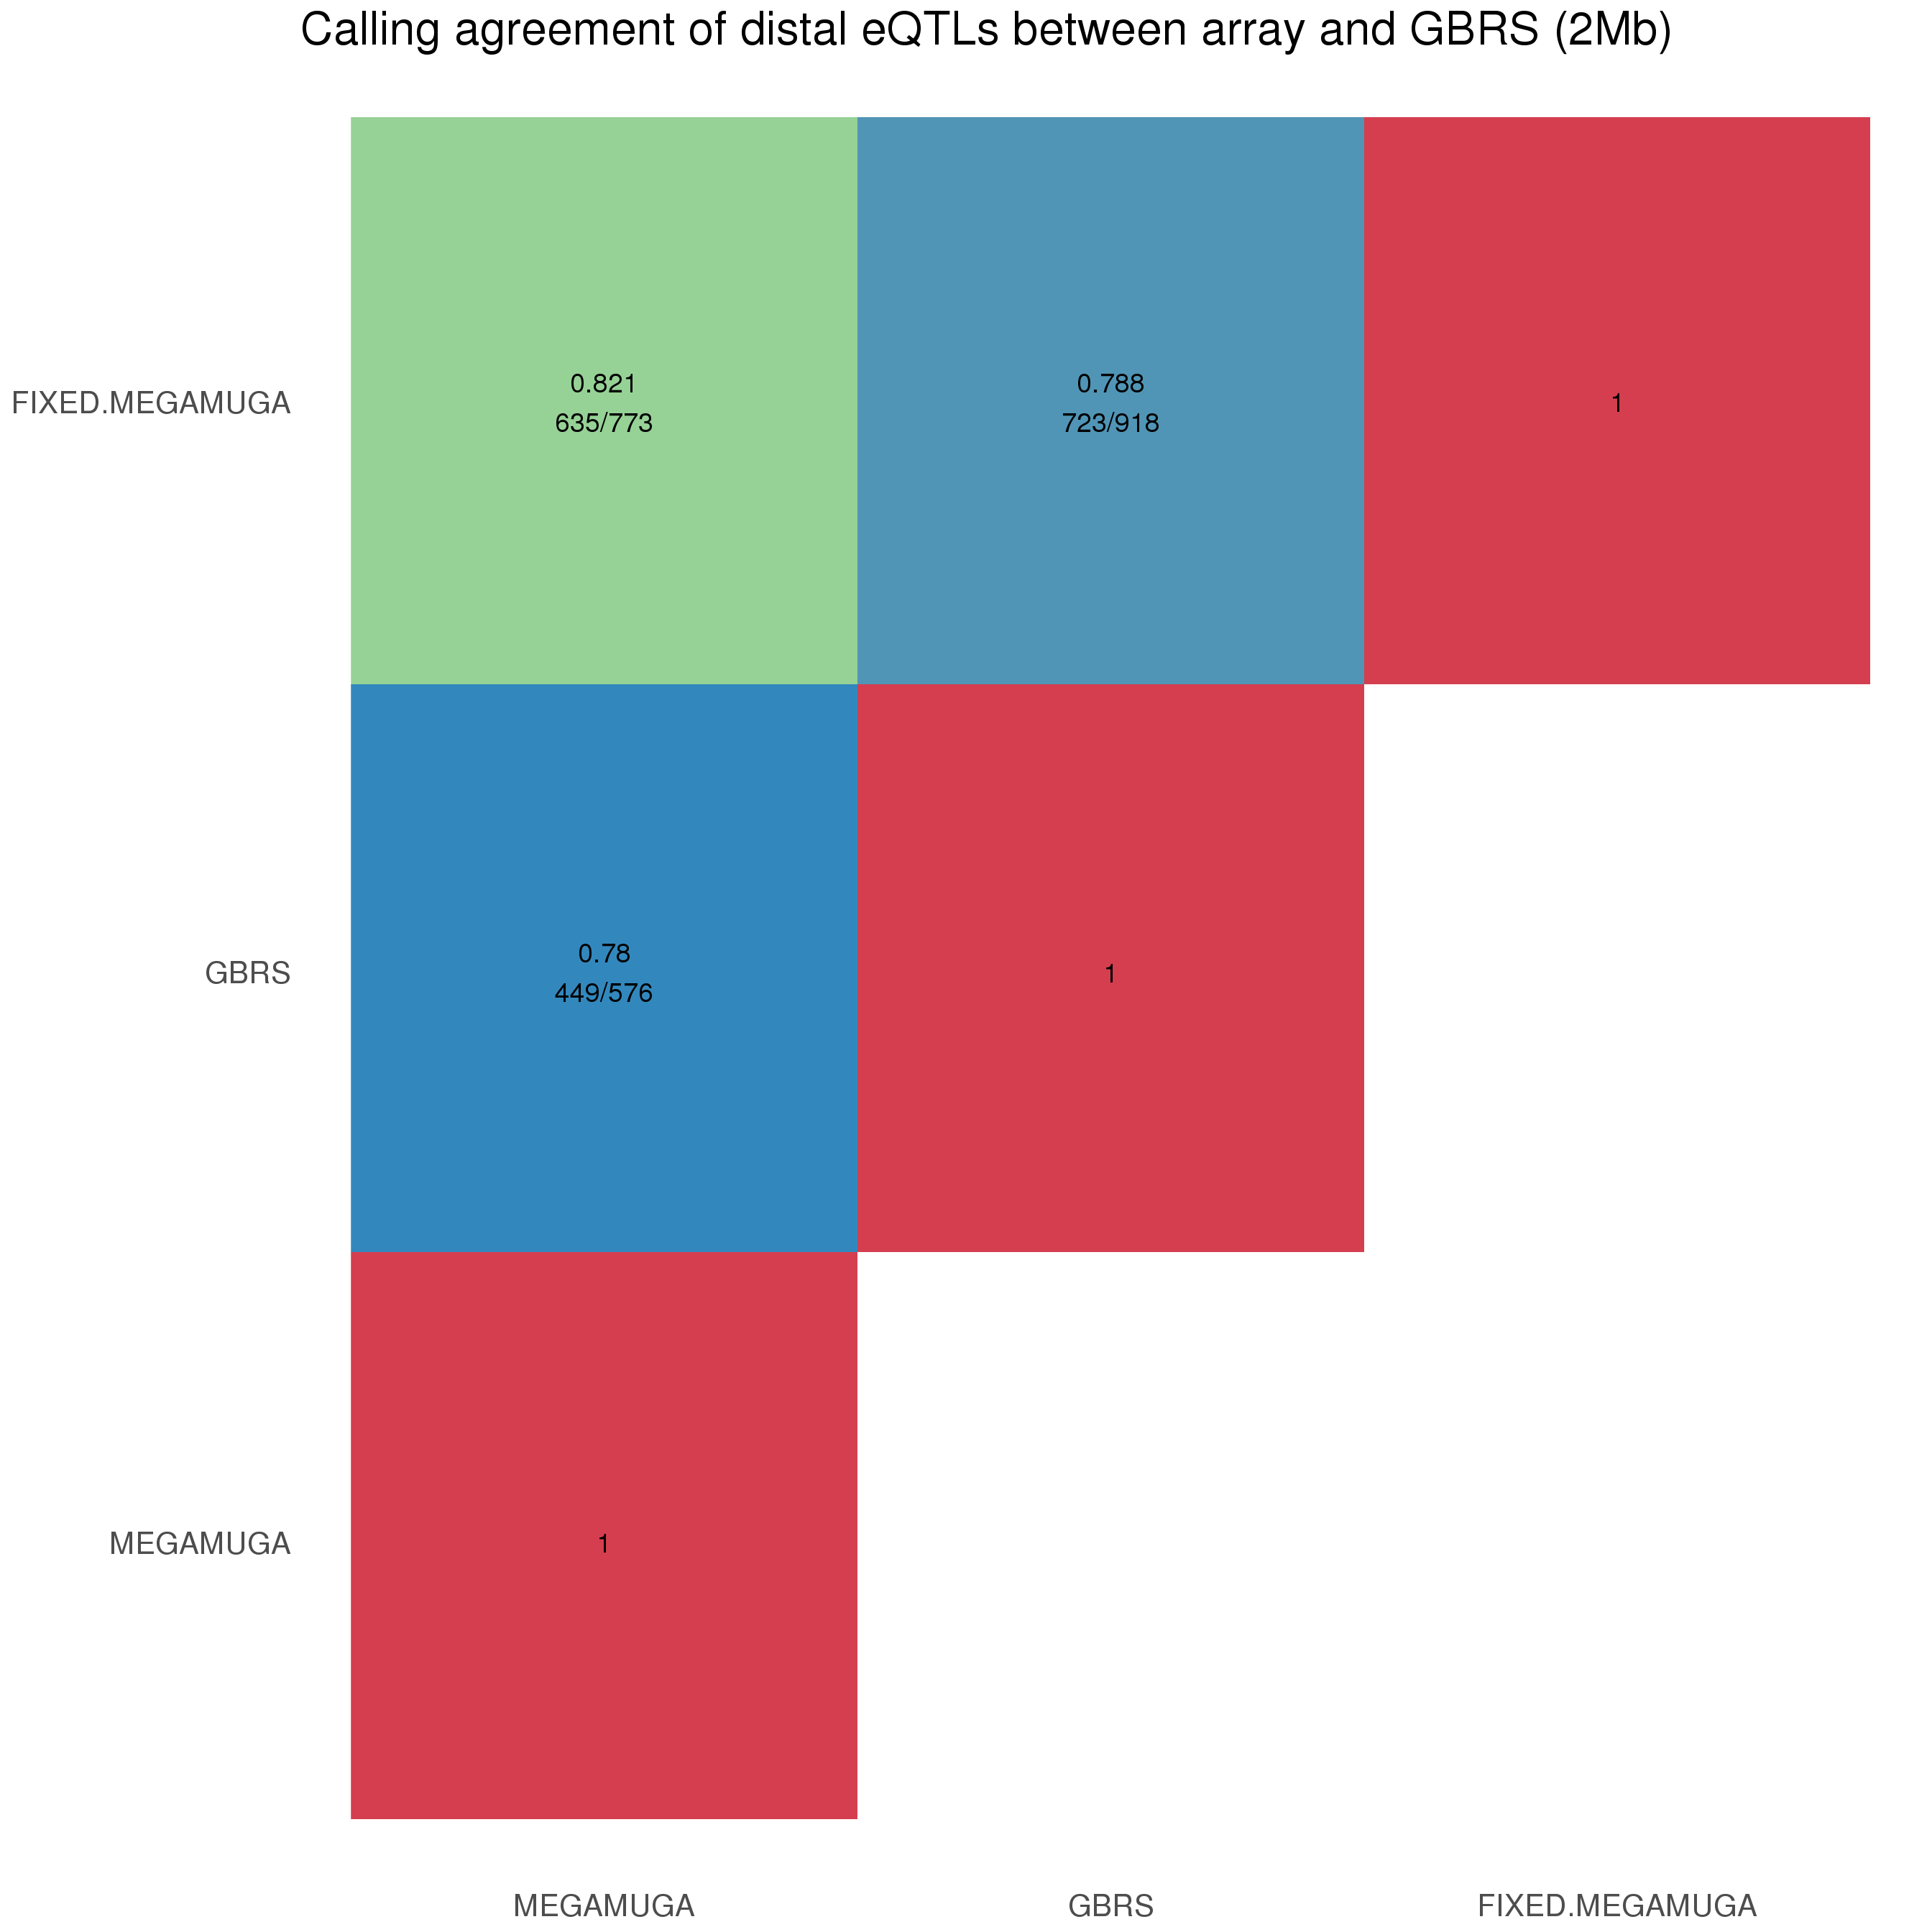 Calling agreement of distal eQTLs between array and GBRS (2Mb)
FIXED.MEGAMUGA
0.821
635/773
0.788
723/918
1
GBRS
0.78
449/576
1
MEGAMUGA
1
MEGAMUGA
GBRS
FIXED.MEGAMUGA